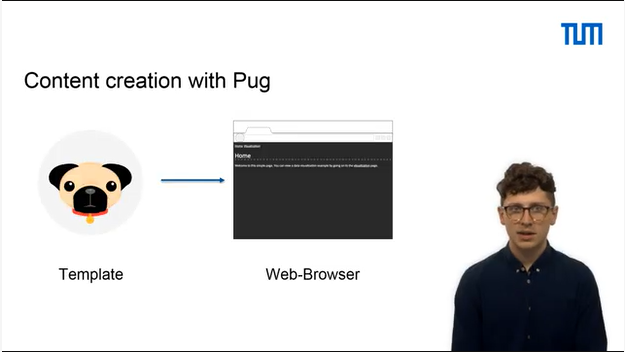 TUM
Content creation with Pug
Home Visualization
Home
Welcome to this simple page. You can view a data visualization example by going on to the visualization page.
Template
Web-Browser